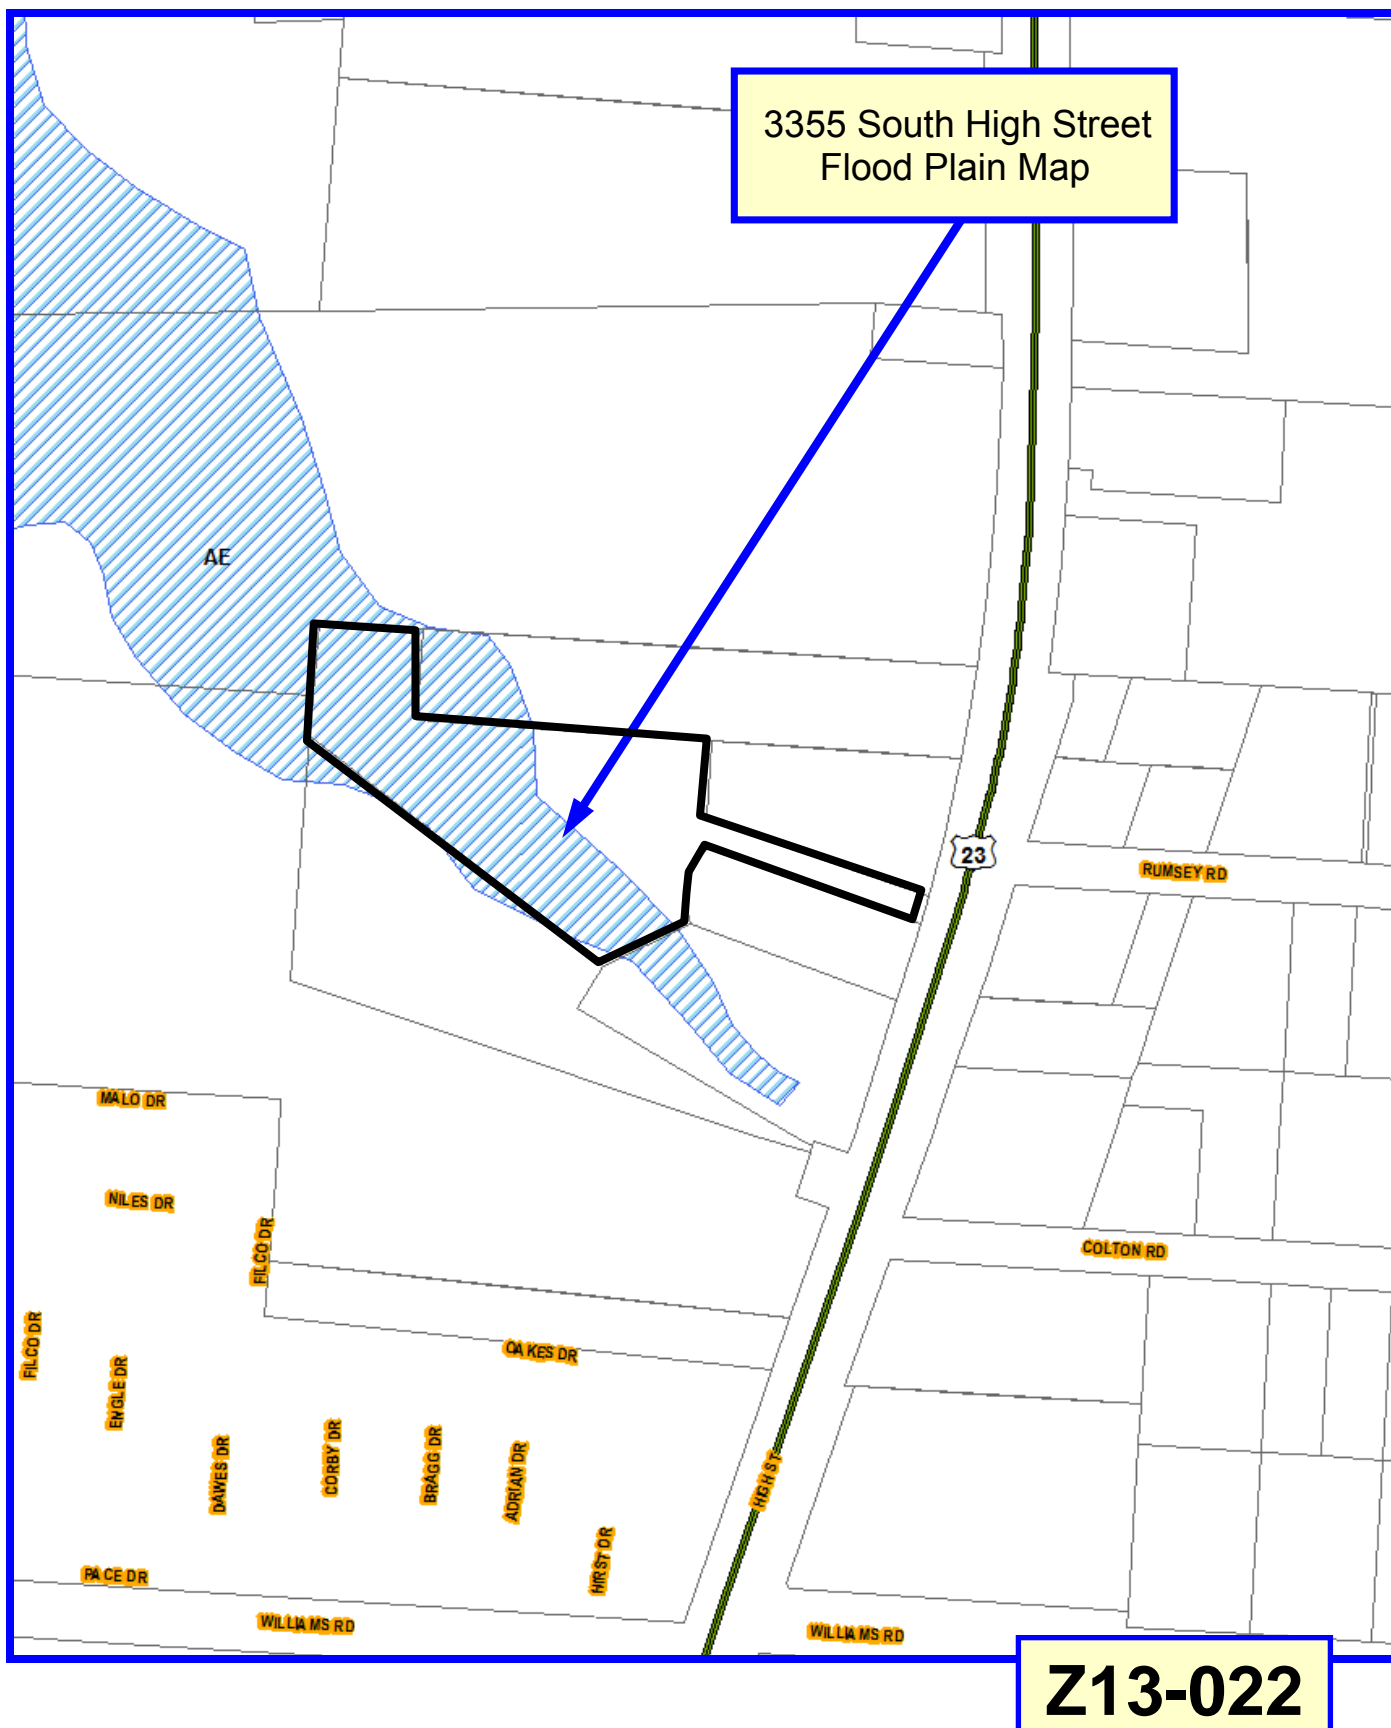 3355 South High Street
Flood Plain Map
AE
23
RUMSEY RD
MALO DR
NILES DR
FILCO DR
COLTON RD
FILCO DR
OAKES DR
ENGLE DR
DAWES DR
CORBY DR
BRAGG DR
ADRIAN DR
HIGH ST
HIRST DR
PACE DR
WILLIAMS RD
WILLIAMS RD
Z13-022